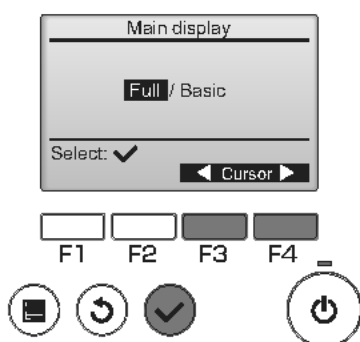 Main display
Full / Basic
Select:
Cursor
F1 F2 F3 F4